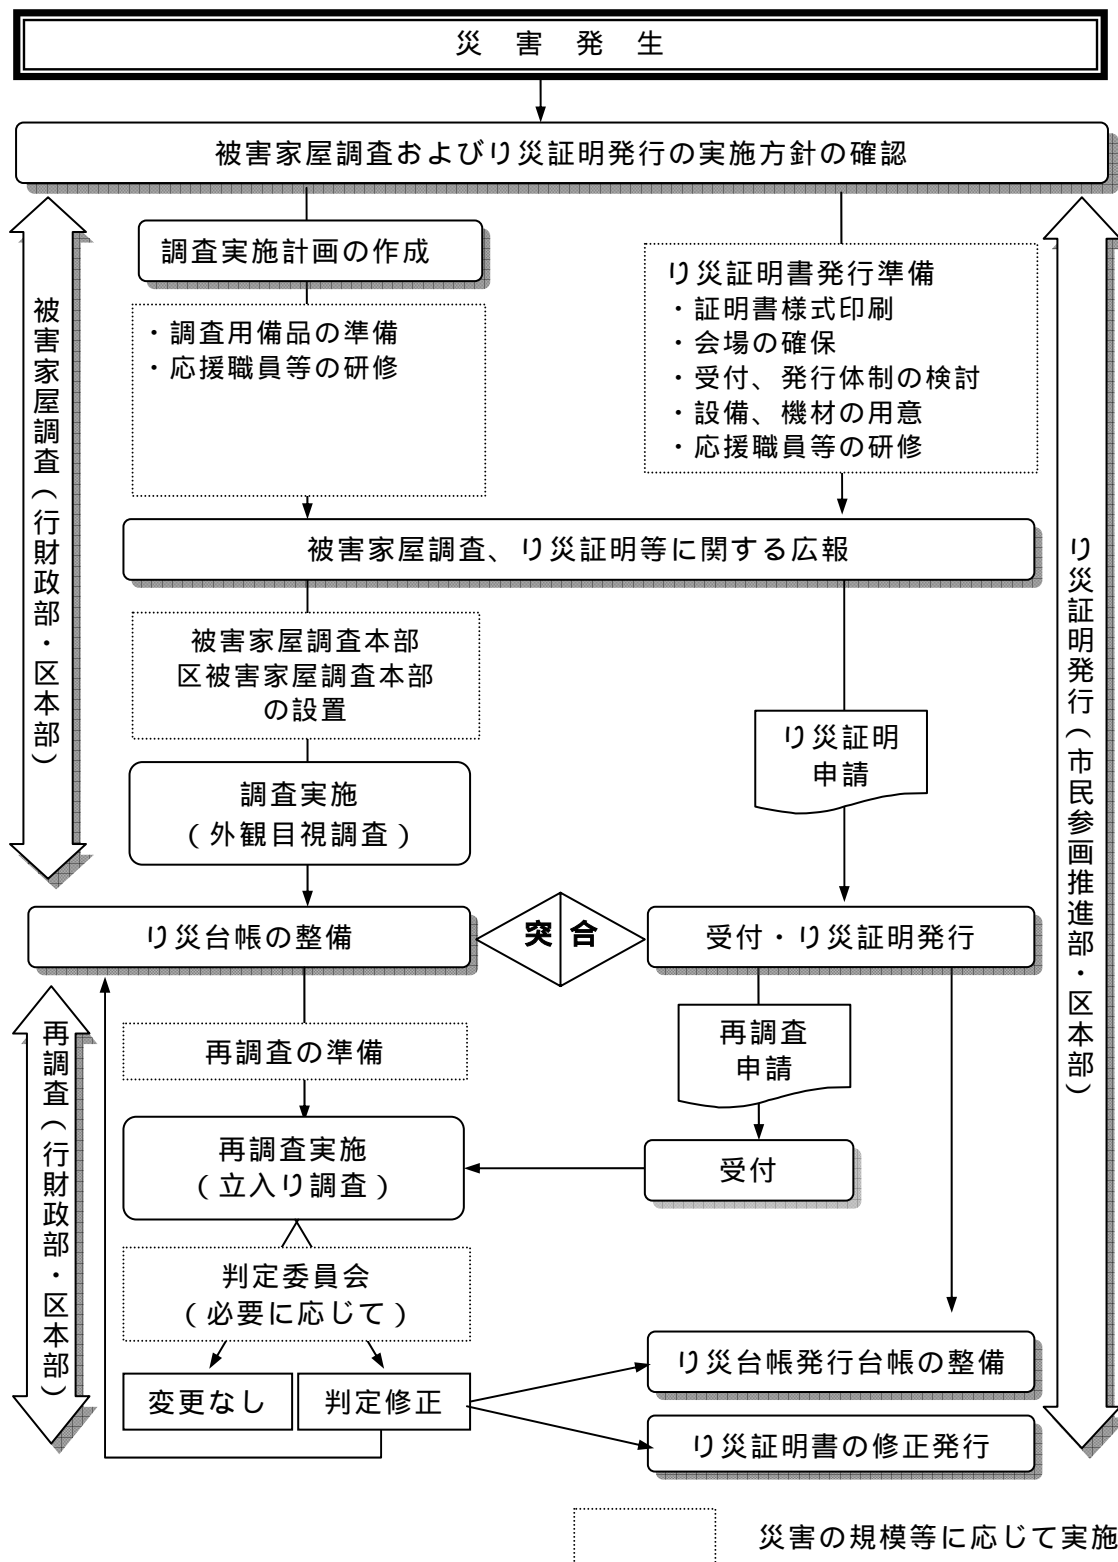 災害発生
被害家屋調査およびり災証明発行の実施方針の確認
被害家屋調査（行財政部・区本部）
調査実施計画の作成
・調査用備品の準備
・応援職員等の研修
り災証明書発行準備
・証明書様式印刷
・会場の確保
・受付、発行体制の検討
・設備、機材の用意
・応援職員等の研修
り災証明発行（市民参画推進部・区本部）
被害家屋調査、り災証明等に関する広報
被害家屋調査本部
区被害家屋調査本部
の設置
り災証明
申請
調査実施
（外観目視調査）
り災台帳の整備
突合
受付・り災証明発行
再調査（行財政部・区本部）
再調査の準備
再調査
申請
再調査実施
（立入り調査）
受付
判定委員会
（必要に応じて）
変更なし
判定修正
り災台帳発行台帳の整備
り災証明書の修正発行
災害の規模等に応じて実施